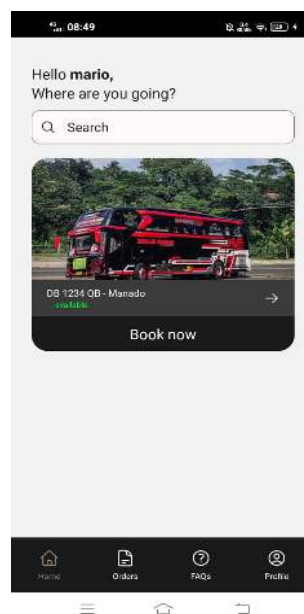 08:49
Hello mario,
Where are you going?
Search
DB 1234 QB - Manado
available
Book now
Home
Orders
FAQs
Profile